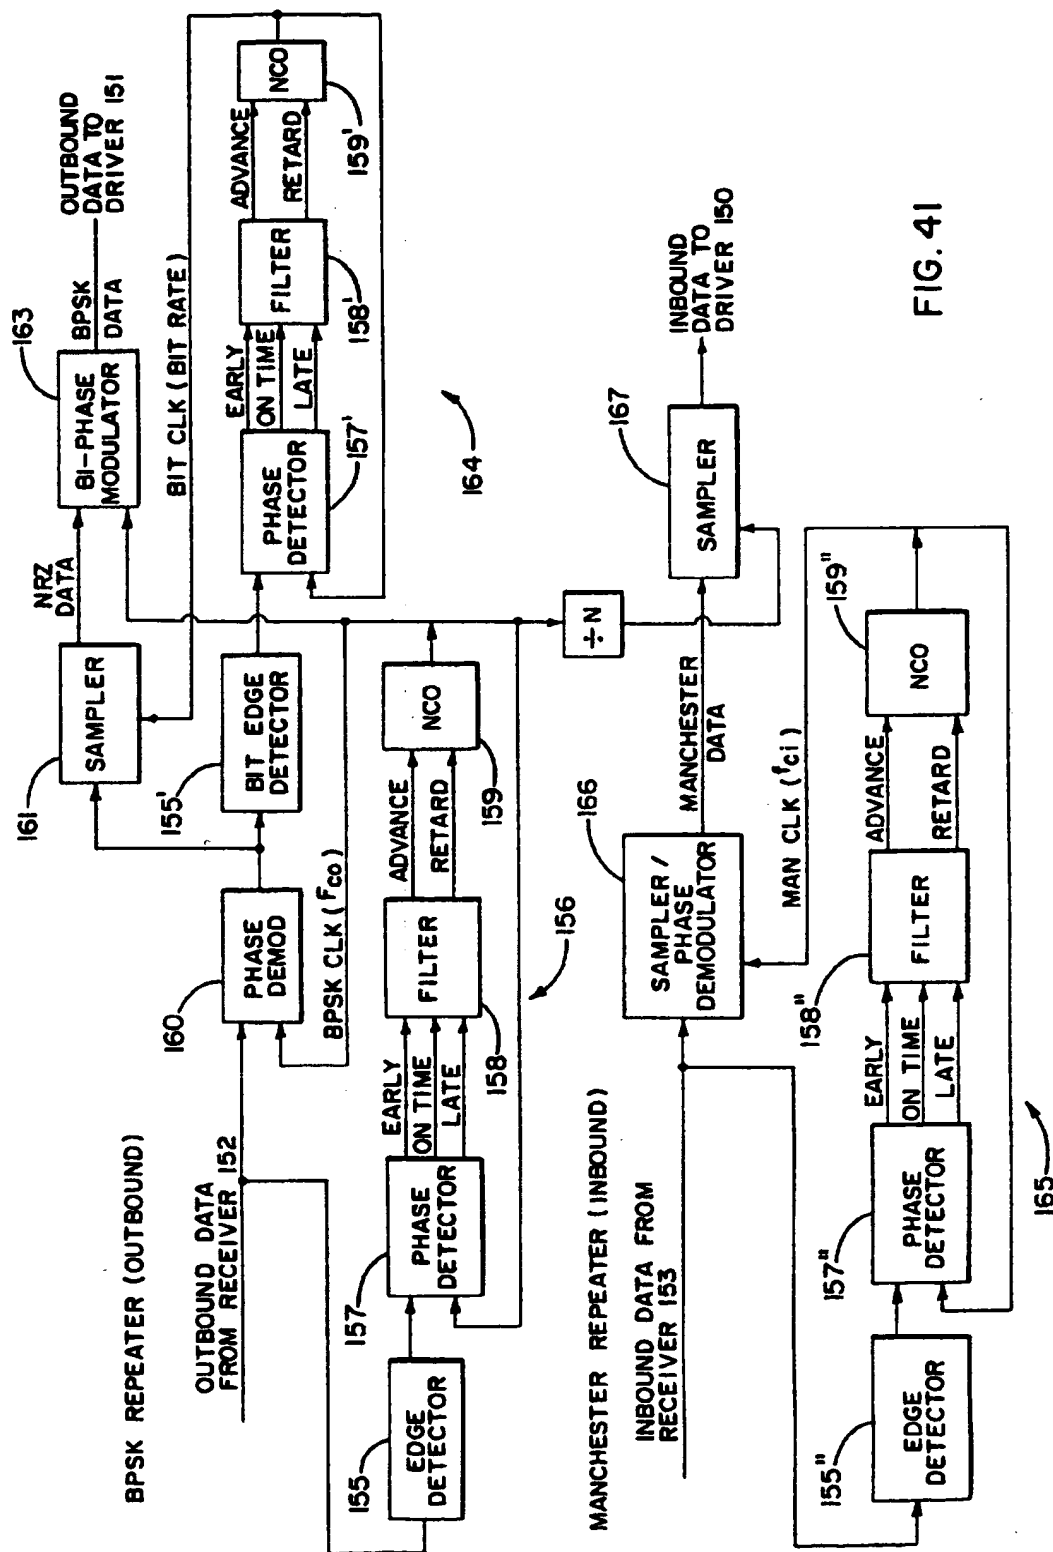 BPSK REPEATER (OUTBOUND)
OUTBOUND DATA
FROM RECEIVER 152
160
PHASE
DEMOD
161
SAMPLER
NRZ
DATA
163
BI-PHASE
MODULATOR
BPSK
DATA
OUTBOUND
DATA TO
DRIVER 151
155'
BIT EDGE
DETECTOR
BIT CLK (BIT RATE)
PHASE
DETECTOR
157'
EARLY
ON TIME
LATE
FILTER
158'
ADVANCE
RETARD
NCO
159'
164
BPSK CLK (FCO)
155
EDGE
DETECTOR
157
PHASE
DETECTOR
EARLY
ON TIME
LATE
FILTER
158
ADVANCE
RETARD
NCO
159
156
÷N
MANCHESTER REPEATER (INBOUND)
INBOUND DATA FROM
RECEIVER 153
166
SAMPLER/
PHASE
DEMODULATOR
MANCHESTER
DATA
167
SAMPLER
INBOUND
DATA TO
DRIVER 150
MAN CLK (fci)
155"
EDGE
DETECTOR
157"
PHASE
DETECTOR
EARLY
ON TIME
LATE
158"
FILTER
ADVANCE
RETARD
NCO
159"
165
FIG. 41